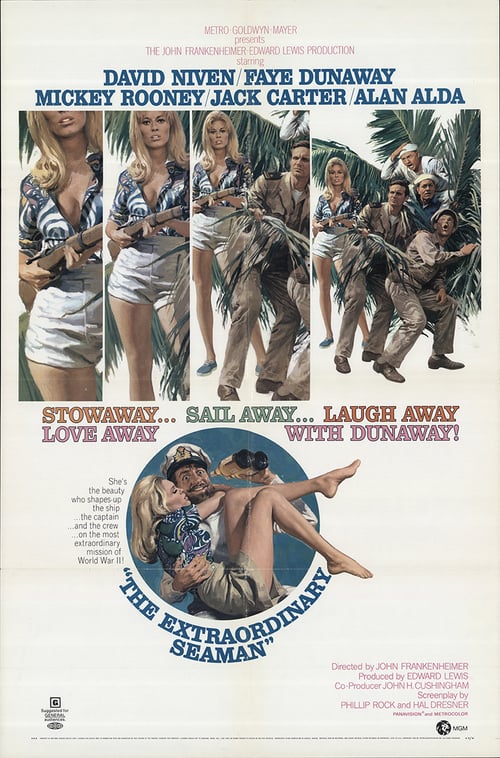 METRO-GOLDWYN-MAYER
presents
THE JOHN FRANKENHEIMER-EDWARD LEWIS PRODUCTION
starring
DAVID NIVEN/FAYE DUNAWAY
MICKEY ROONEY/JACK CARTER/ALAN ALDA
STOWAWAY... SAIL AWAY... LAUGH AWAY
LOVE AWAY WITH DUNAWAY!
She's
the beauty
who shapes-up
the ship
...the captain
...and the crew
...on the most
extraordinary
mission of
World War II!
"THE EXTRAORDINARY
SEAMAN"
Directed by JOHN FRANKENHEIMER
Produced by EDWARD LEWIS
Co-Producer JOHN H. CUSHINGHAM
Screenplay by
PHILLIP ROCK and HAL DRESNER
PANAVISION® and METROCOLOR
G
Suggested for
GENERAL
audiences.
MGM